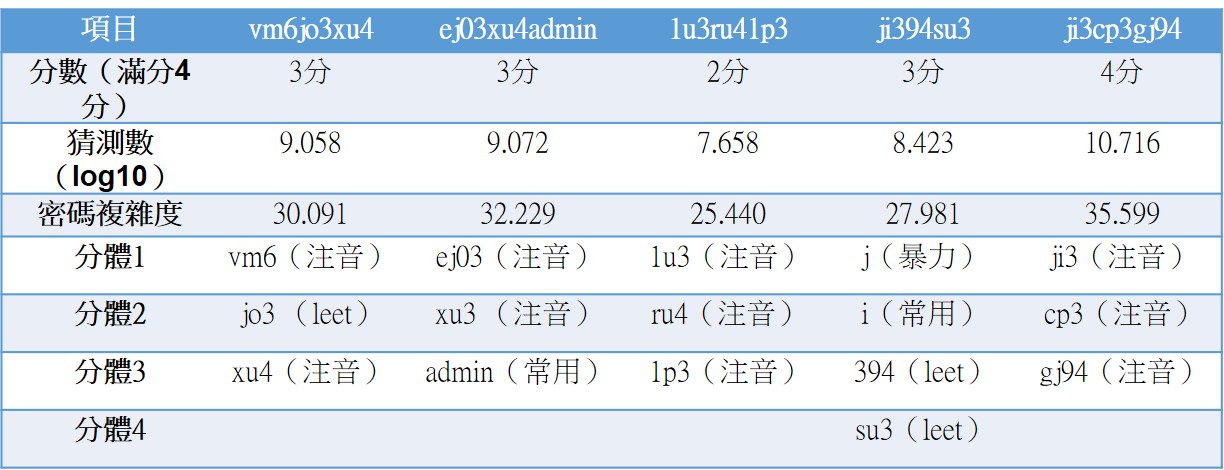 項目 vm6jo3xu4 ej03xu4admin 1u3ru41p3 ji394su3 ji3cp3gj94
分數（滿分4
分） 3分 3分 2分 3分 4分
猜測數
（log10） 9.058 9.072 7.658 8.423 10.716
密碼複雜度 30.091 32.229 25.440 27.981 35.599
分體1 vm6（注音） ej03（注音） 1u3（注音） j（暴力） ji3（注音）
分體2 jo3 （leet） xu3 （注音） ru4（注音） i（常用） cp3（注音）
分體3 xu4（注音） admin（常用） 1p3（注音） 394（leet） gj94（注音）
分體4 su3（leet）